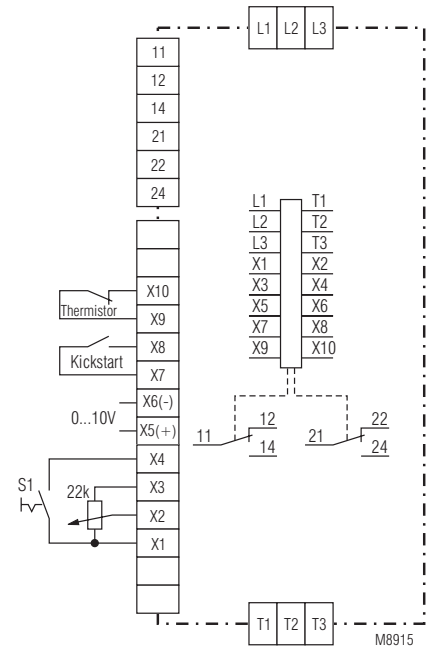 L1 L2 L3
11
12
14
21
22
24
X10
Thermistor
X9
X8
Kickstart
X7
X6(-)
0...10V
X5(+)
X4
S1
22k
X3
X2
X1
L1 T1
L2 T2
L3 T3
X1 X2
X3 X4
X5 X6
X7 X8
X9 X10
12
11
14
22
21
24
T1 T2 T3
M8915